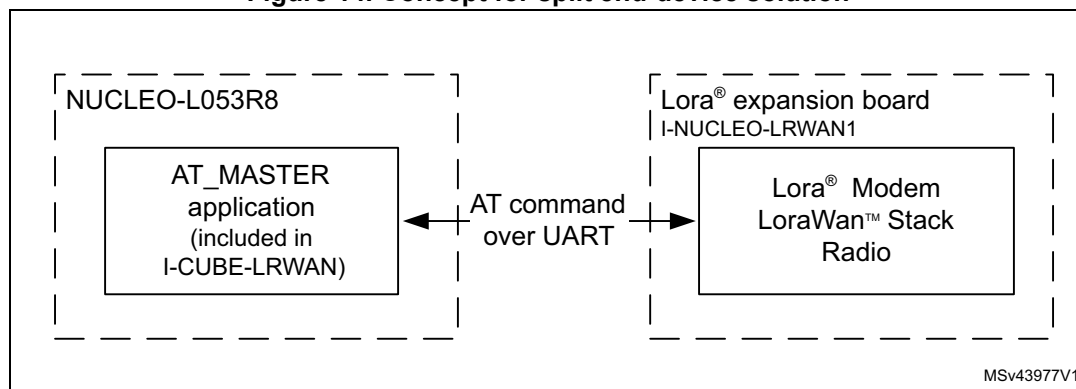 NUCLEO-L053R8
AT_MASTER
application
(included in
I-CUBE-LRWAN)
AT command
over UART
Lora® expansion board
I-NUCLEO-LRWAN1
Lora® Modem
LoraWan™ Stack
Radio
MSv43977V1